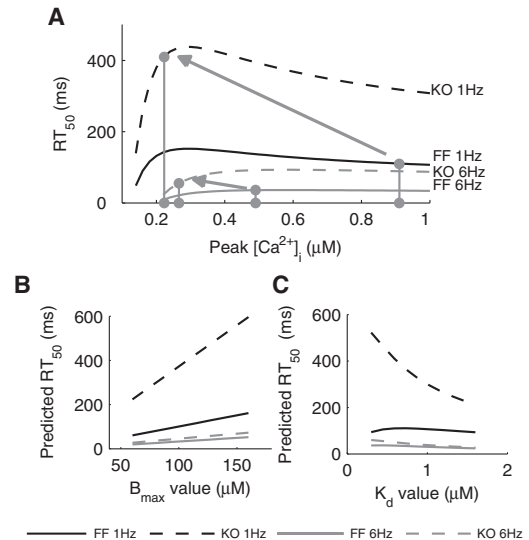 A
400
200
0
RT50
(ms)
KO 1Hz
FF 1Hz
KO 6Hz
FF 6Hz
0.2 0.4 0.6 0.8 1
Peak [Ca2+]i (μM)
B
600
400
200
0
Predicted RT50
(ms)
50 100 150
Bmax value (μM)
C
600
400
200
0
Predicted RT50
(ms)
0 1 2
Kd value (μM)
FF 1Hz KO 1Hz FF 6Hz KO 6Hz